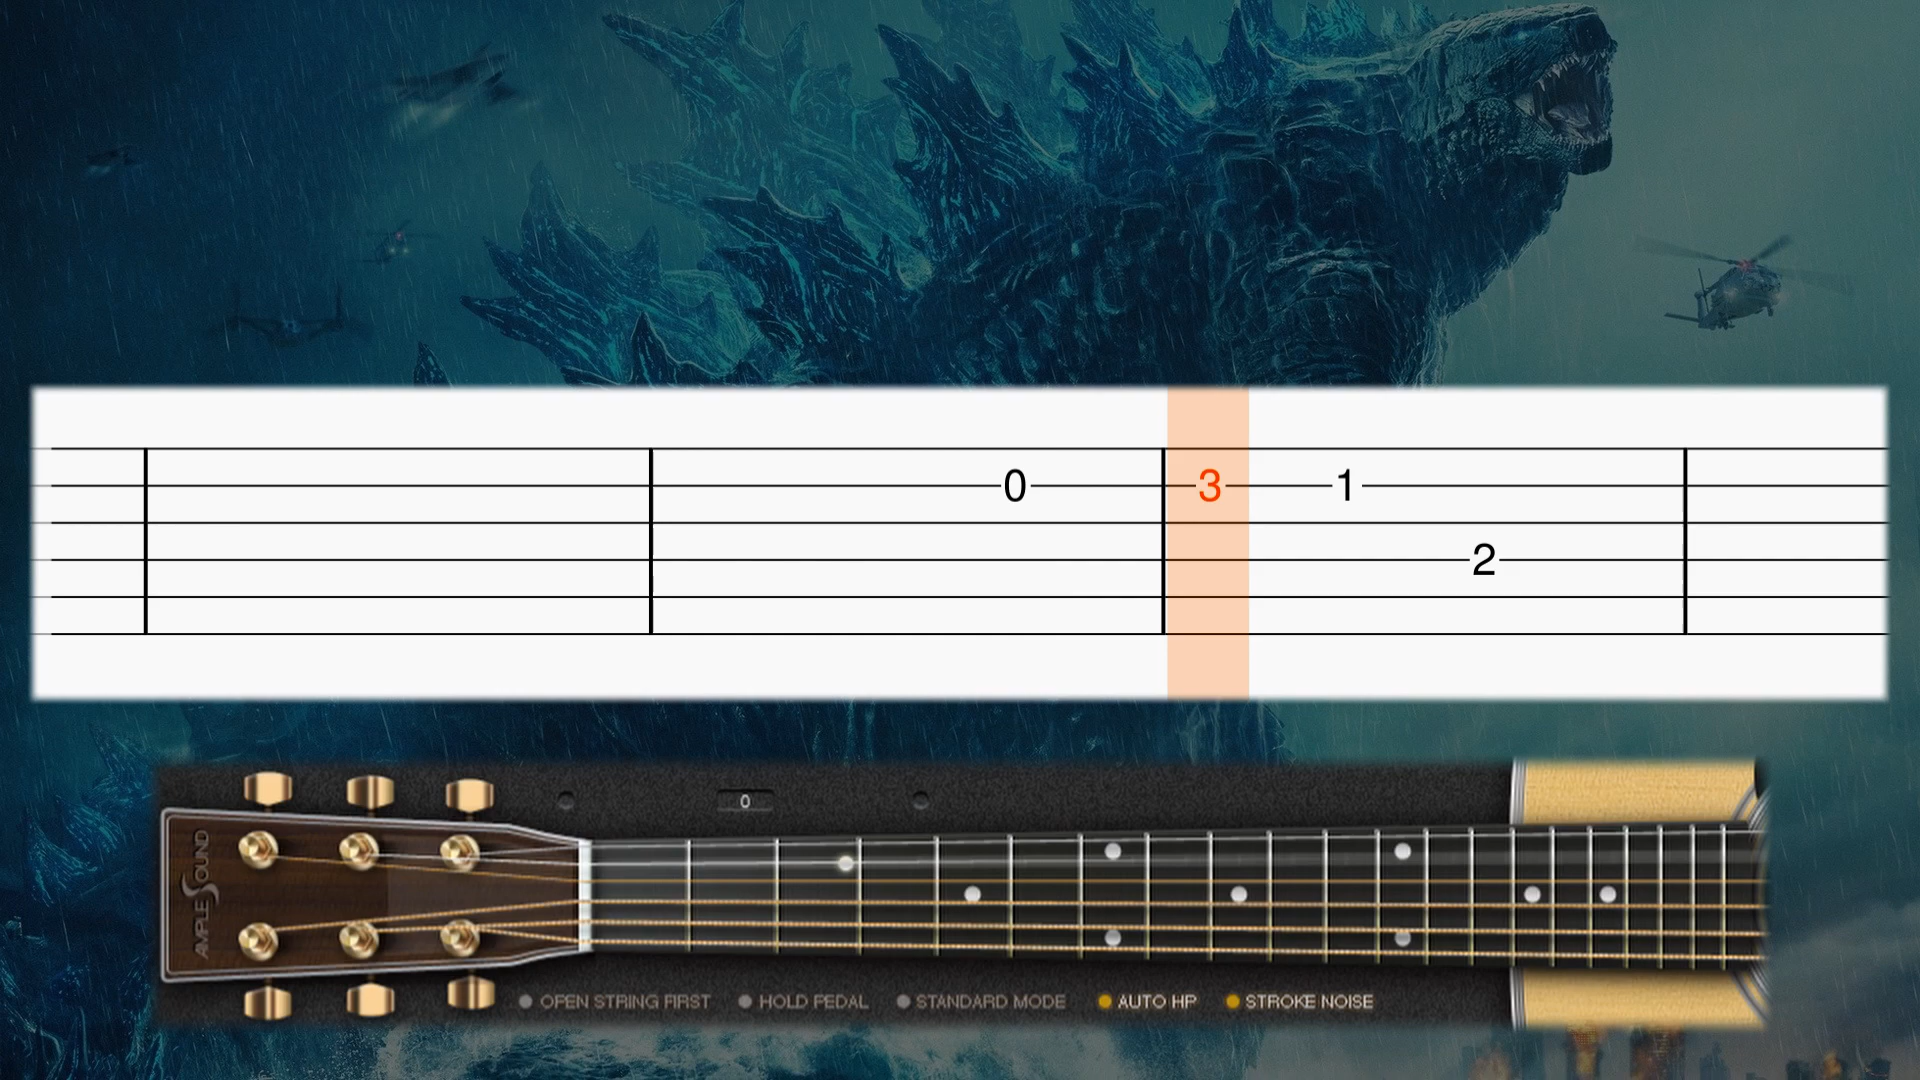 0 3 1
2
0
AMPLE SOUND
OPEN STRING FIRST HOLD PEDAL STANDARD MODE AUTO HP STROKE NOISE